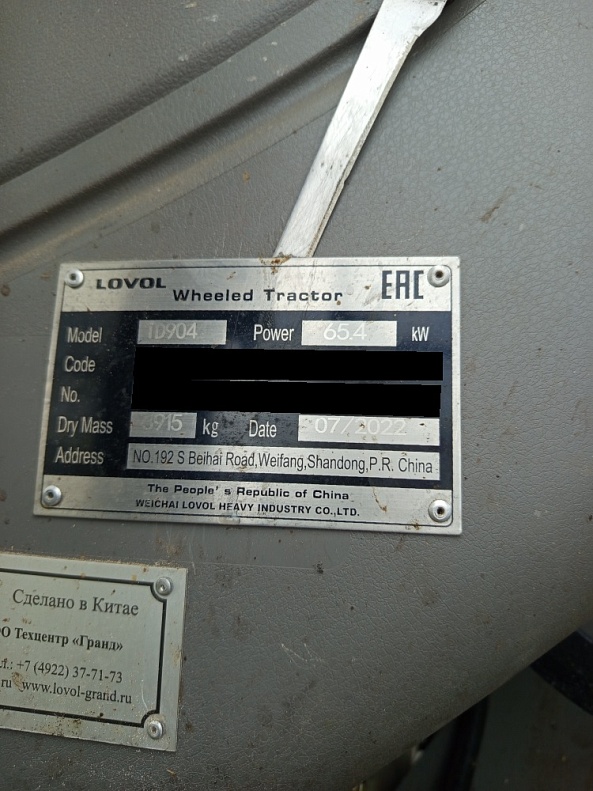 LOVOL
Wheeled Tractor
EAC
Model TD904 Power 65.4 kW
Code
No.
Dry Mass 3915 kg Date 07/2022
Address NO.192 S Beihai Road,Weifang,Shandong,P.R. China
The People's Republic of China
WEICHAI LOVOL HEAVY INDUSTRY CO.,LTD.
Сделано в Китае
Техцентр «Гранд»
+7 (4922) 37-71-73
www.lovol-grand.ru